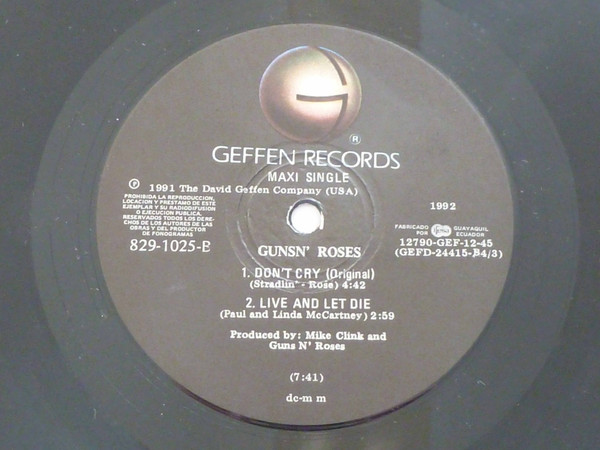 ®
GEFFEN RECORDS
MAXI SINGLE
Ⓟ 1991 The David Geffen Company (USA)
PROHIBIDA LA REPRODUCCION,
LOCACION Y PRESTAMO DE ESTE
EJEMPLAR Y SU RADIODIFUSION
O EJECUCION PUBLICA.
RESERVADOS TODOS LOS DERE-
CHOS DE LOS AUTORES DE LAS
OBRAS Y DEL PRODUCTOR
DE FONOGRAMAS
829-1025-B
1992
FABRICADO POR GUAYAQUIL ECUADOR
12790-GEF-12-45
(GEFD-24415-B4/3)
GUNSN' ROSES
1. DON'T CRY (Original)
(Stradlin' - Rose) 4:42
2. LIVE AND LET DIE
(Paul and Linda McCartney) 2:59
Produced by: Mike Clink and
Guns N' Roses
(7:41)
dc-m m